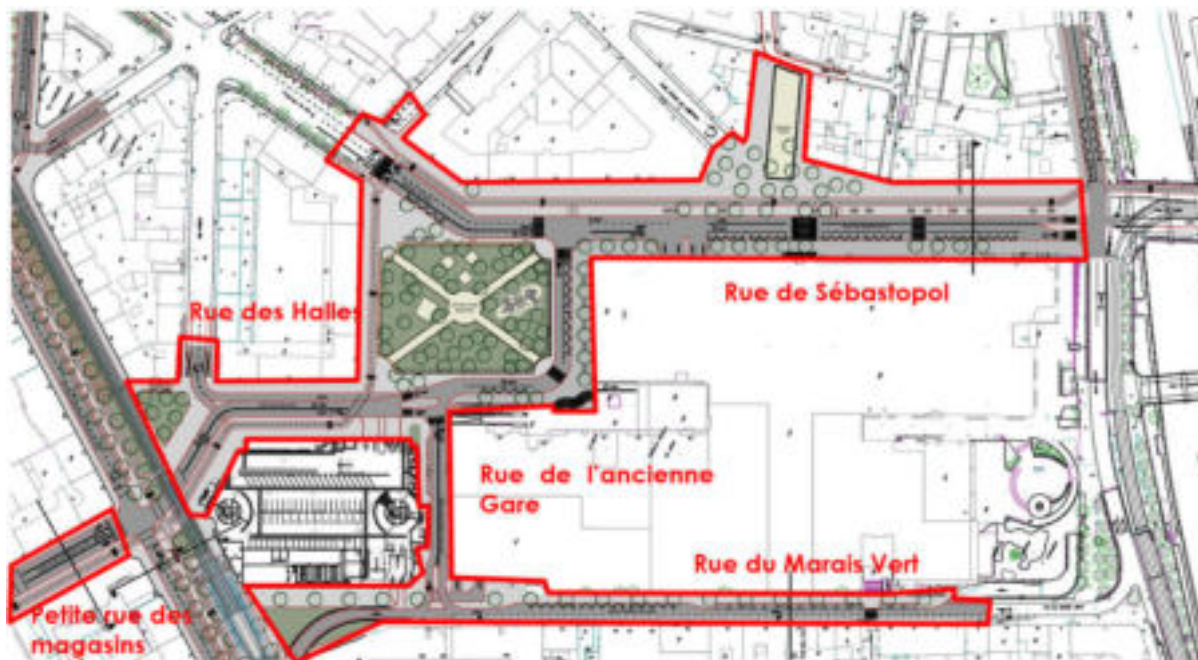 Rue de Sébastopol
Rue des Halles
Rue de l'ancienne
Gare
Rue du Marais Vert
Petite rue des
magasins